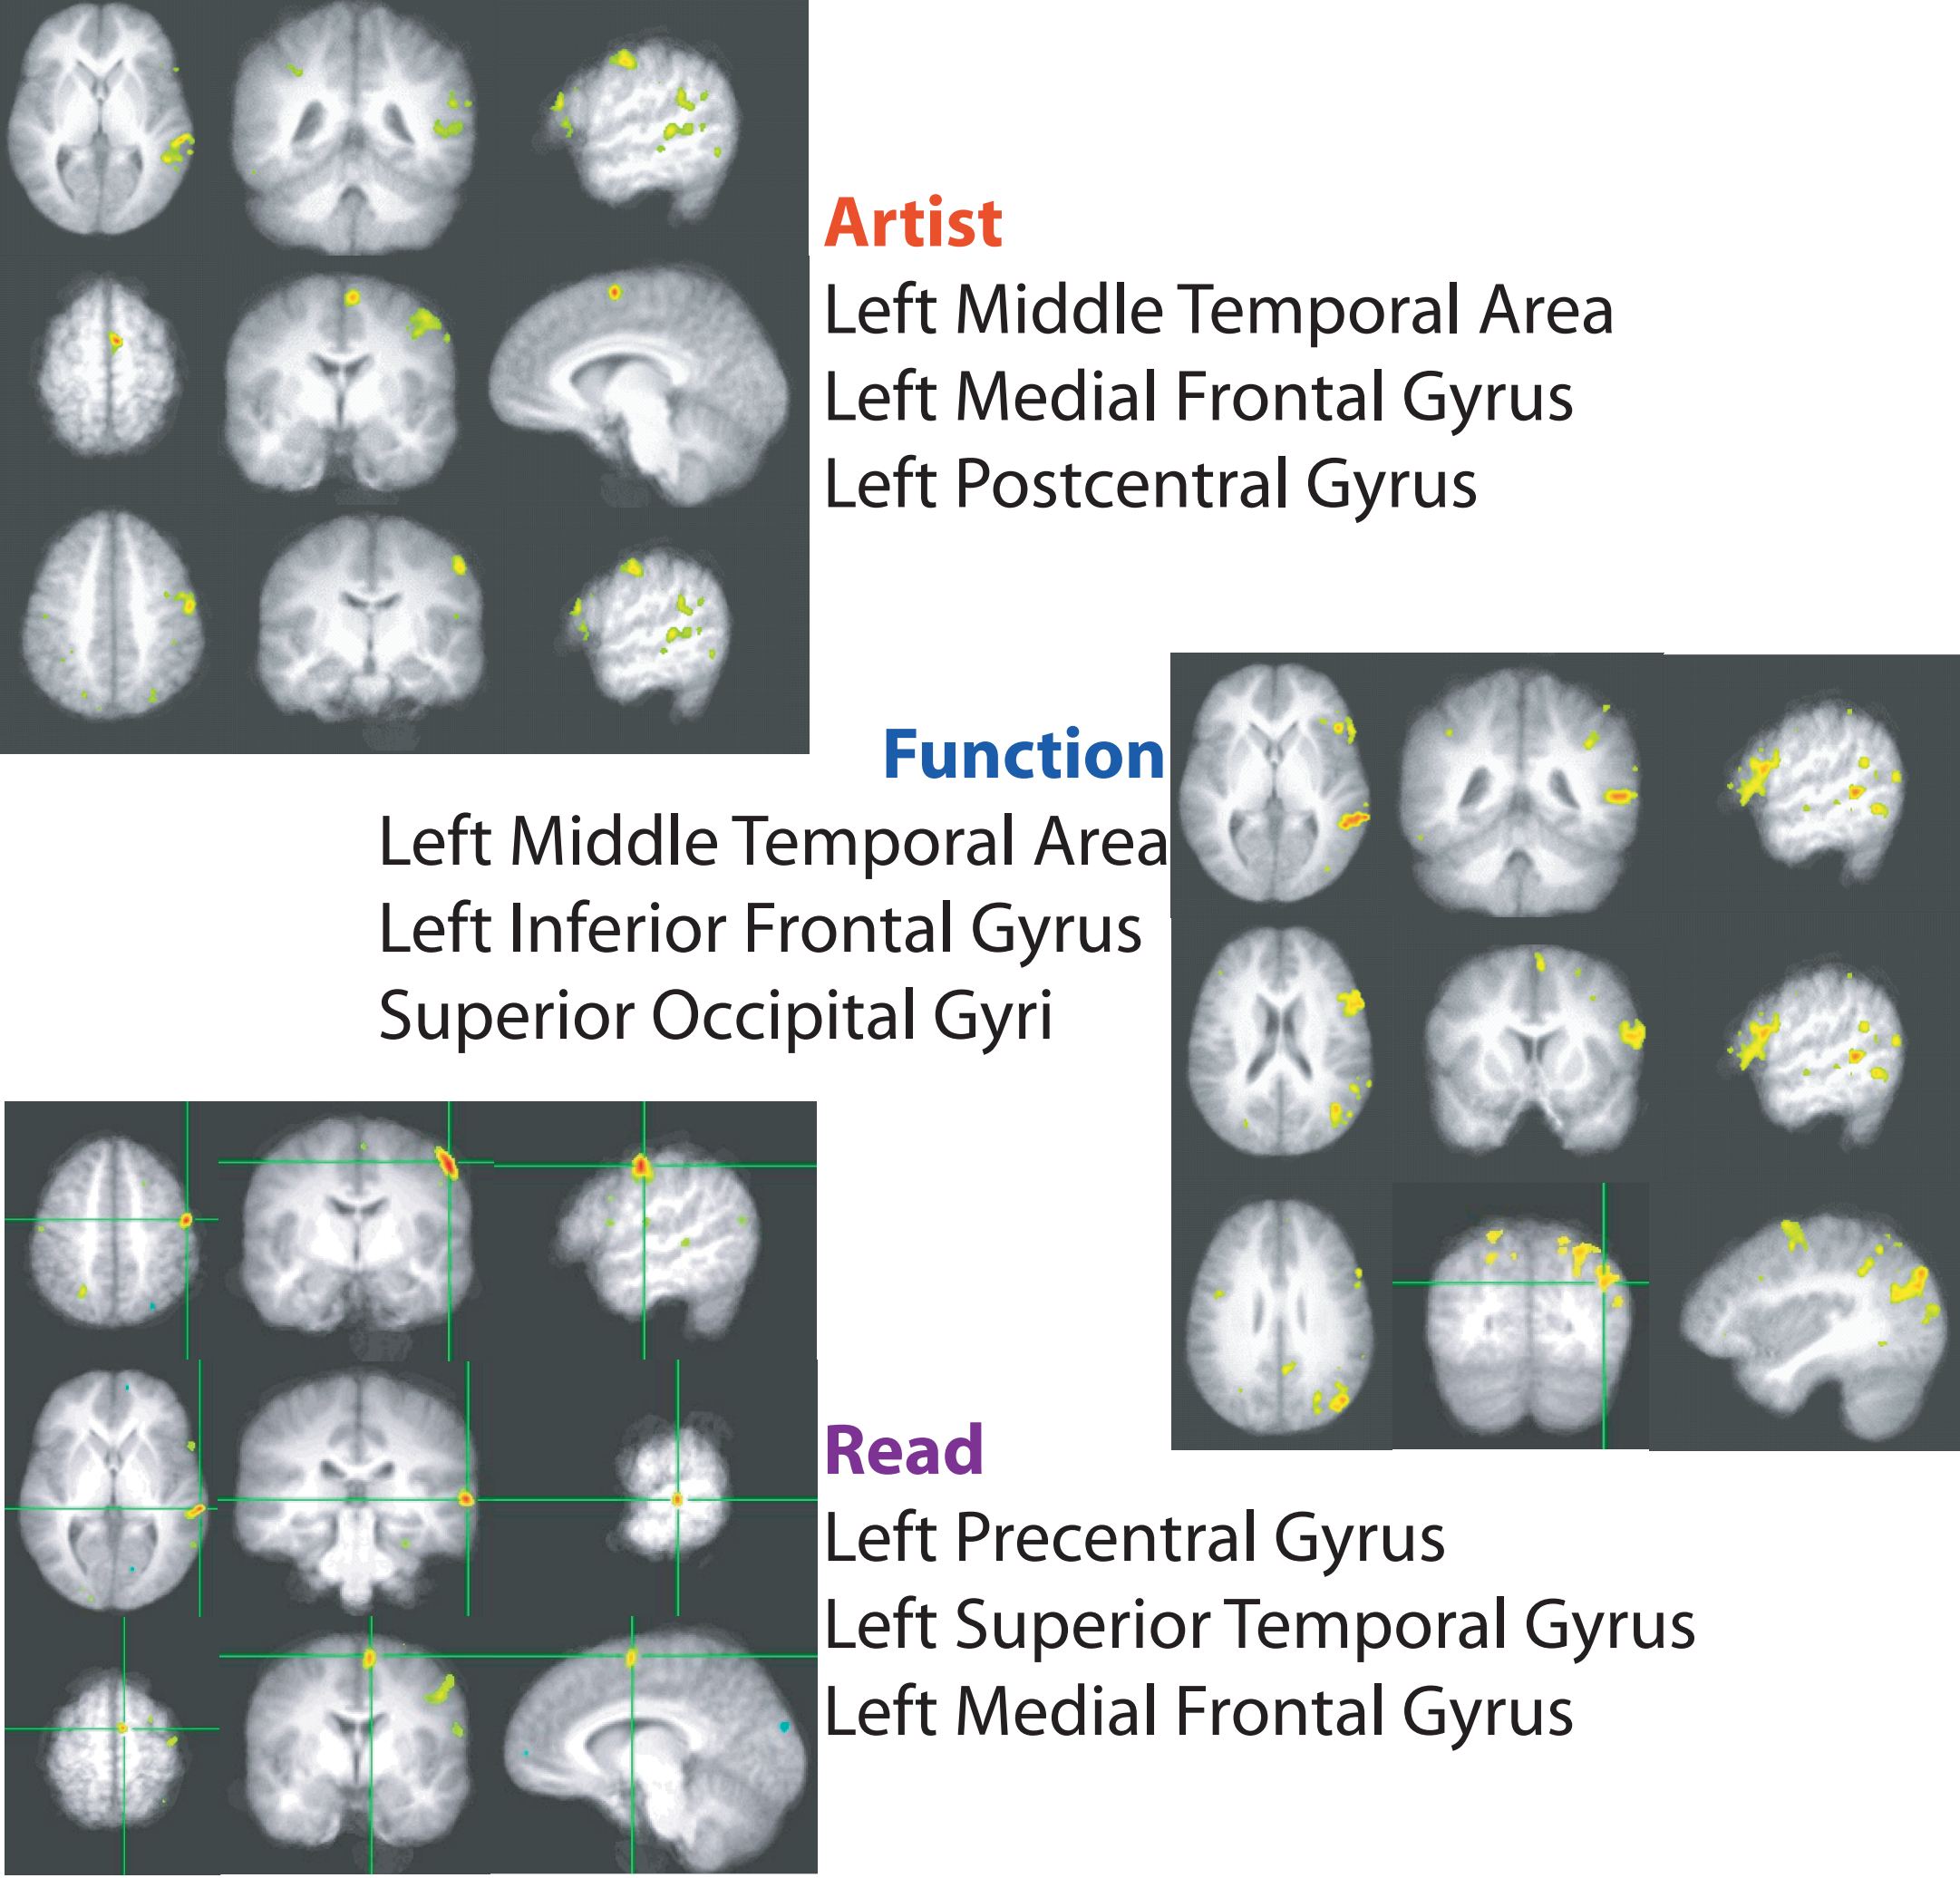 Artist
Left Middle Temporal Area
Left Medial Frontal Gyrus
Left Postcentral Gyrus
Function
Left Middle Temporal Area
Left Inferior Frontal Gyrus
Superior Occipital Gyri
Read
Left Precentral Gyrus
Left Superior Temporal Gyrus
Left Medial Frontal Gyrus